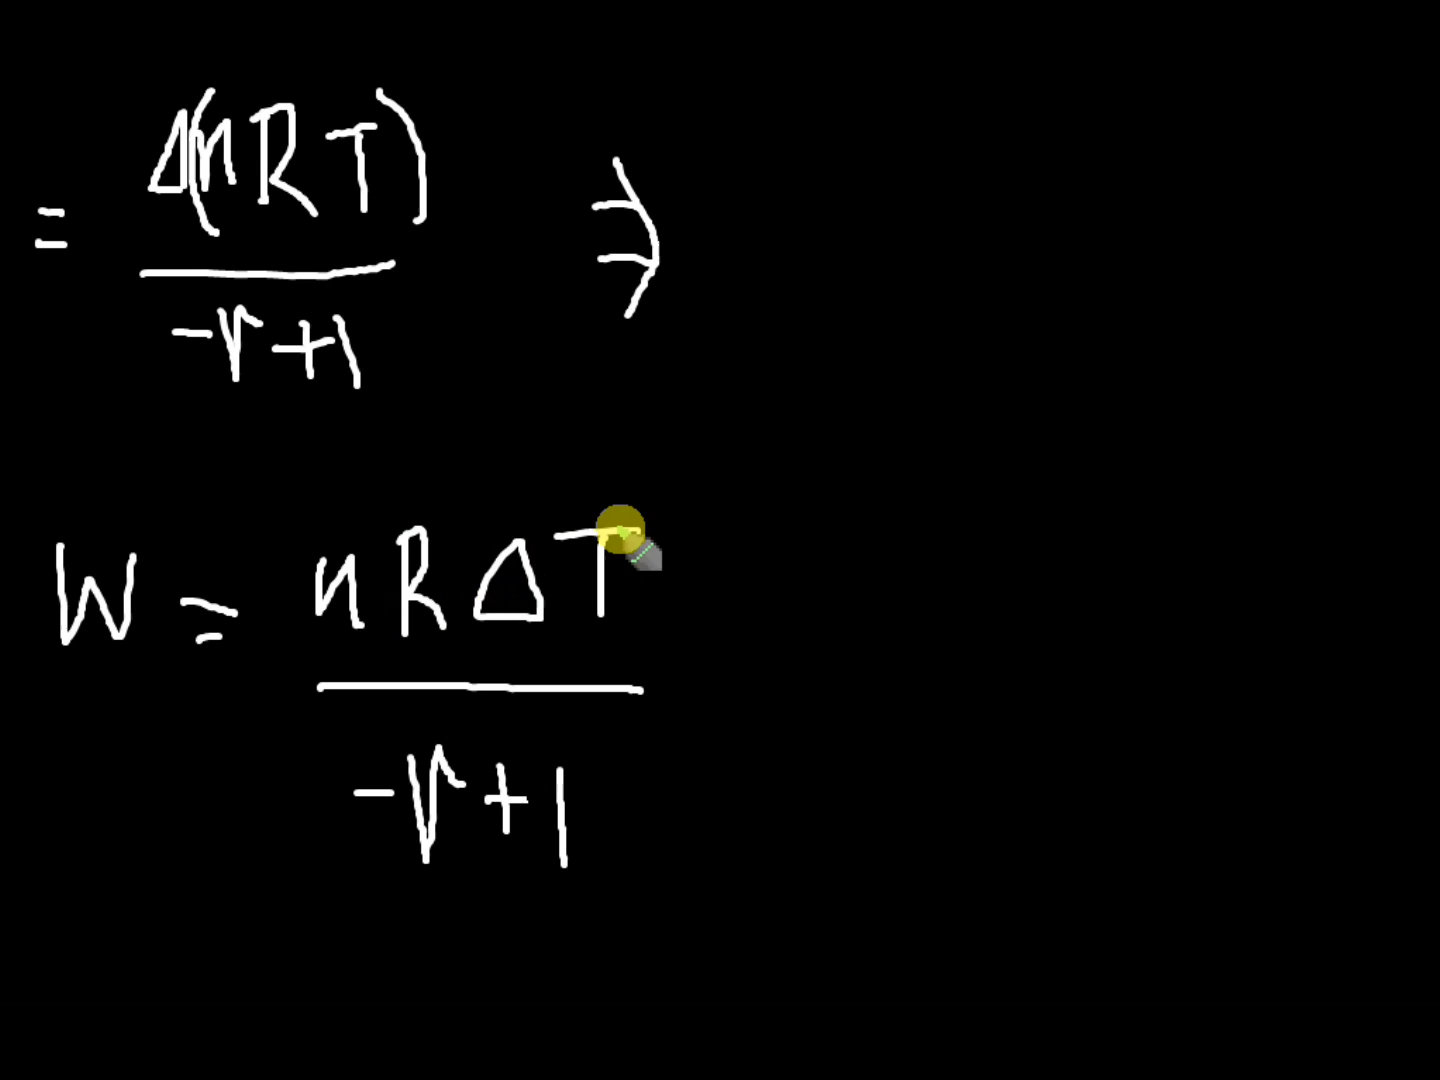 = Δ(nRT) ⇒
-r+1
W = nRΔT
-r+1